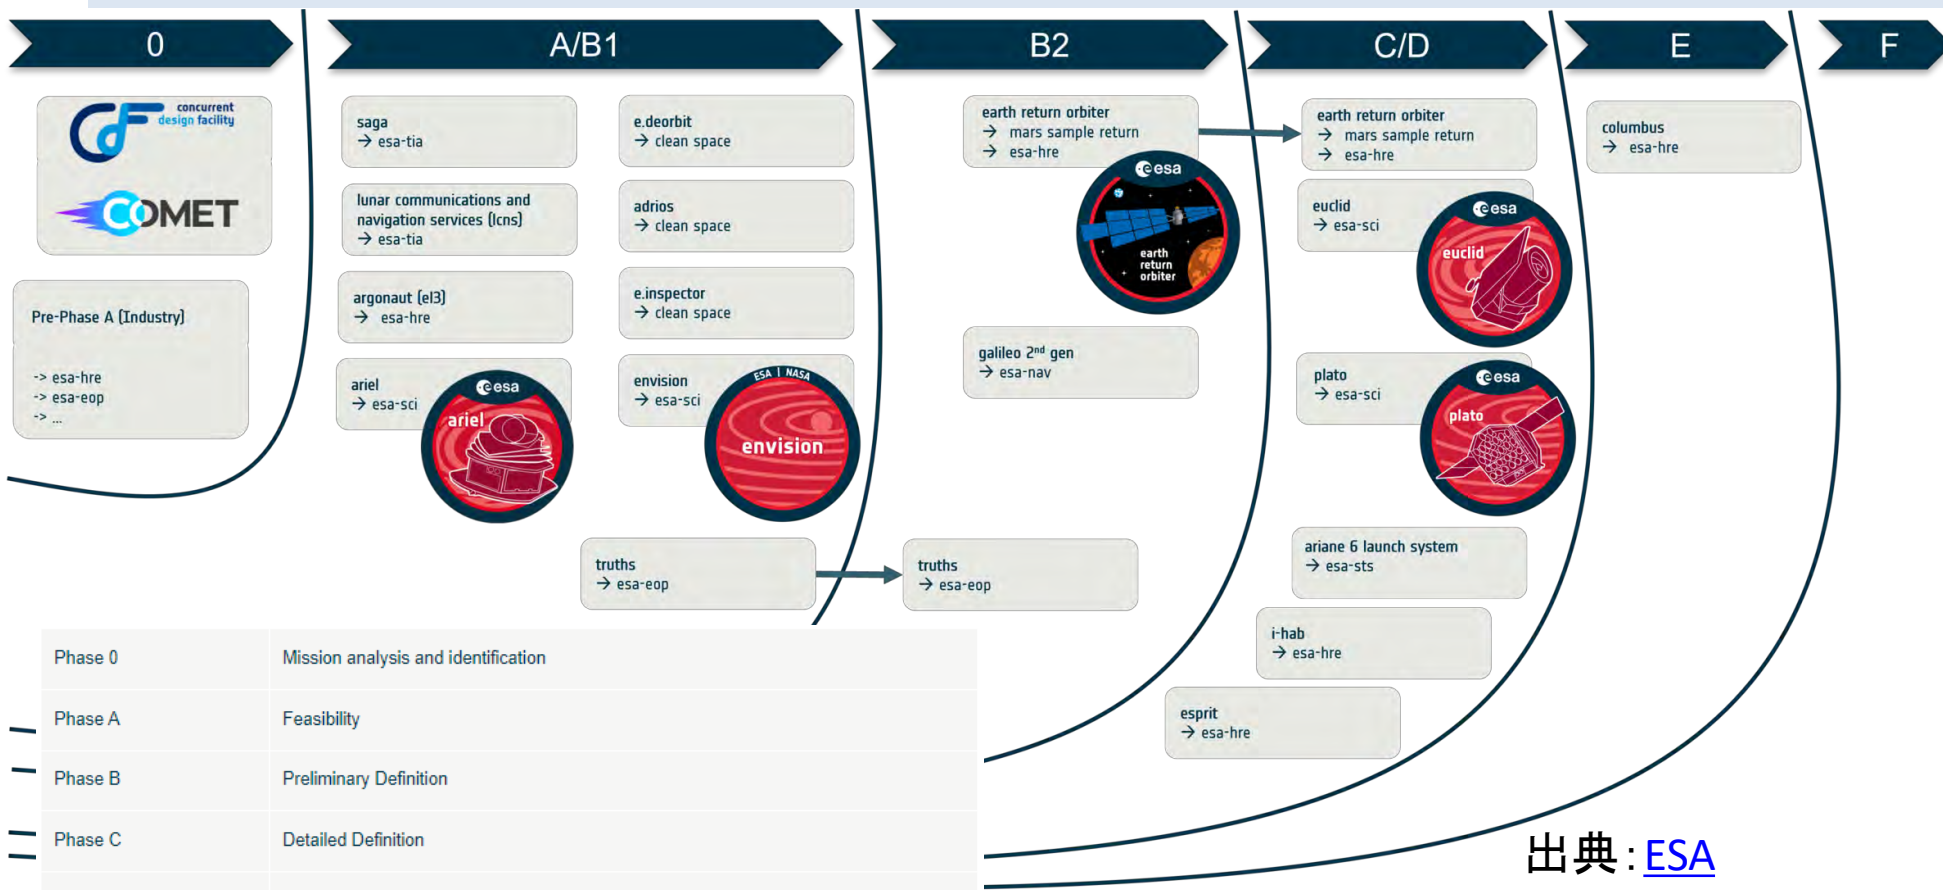 0
A/B1
B2
C/D
E
F
concurrent
design facility
COMET
Pre-Phase A (Industry)
-> esa-hre
-> esa-eop
-> ...
saga
→ esa-tia
lunar communications and
navigation services (lcns)
→ esa-tia
argonaut (el3)
→ esa-hre
ariel
→ esa-sci
esa
ariel
e.deorbit
→ clean space
adrios
→ clean space
e.inspector
→ clean space
envision
→ esa-sci
ESA | NASA
envision
truths
→ esa-eop
earth return orbiter
→ mars sample return
→ esa-hre
esa
earth
return
orbiter
galileo 2nd gen
→ esa-nav
truths
→ esa-eop
earth return orbiter
→ mars sample return
→ esa-hre
euclid
→ esa-sci
esa
euclid
plato
→ esa-sci
esa
plato
ariane 6 launch system
→ esa-sts
i-hab
→ esa-hre
esprit
→ esa-hre
columbus
→ esa-hre
Phase 0 Mission analysis and identification
Phase A Feasibility
Phase B Preliminary Definition
Phase C Detailed Definition
出典：ESA